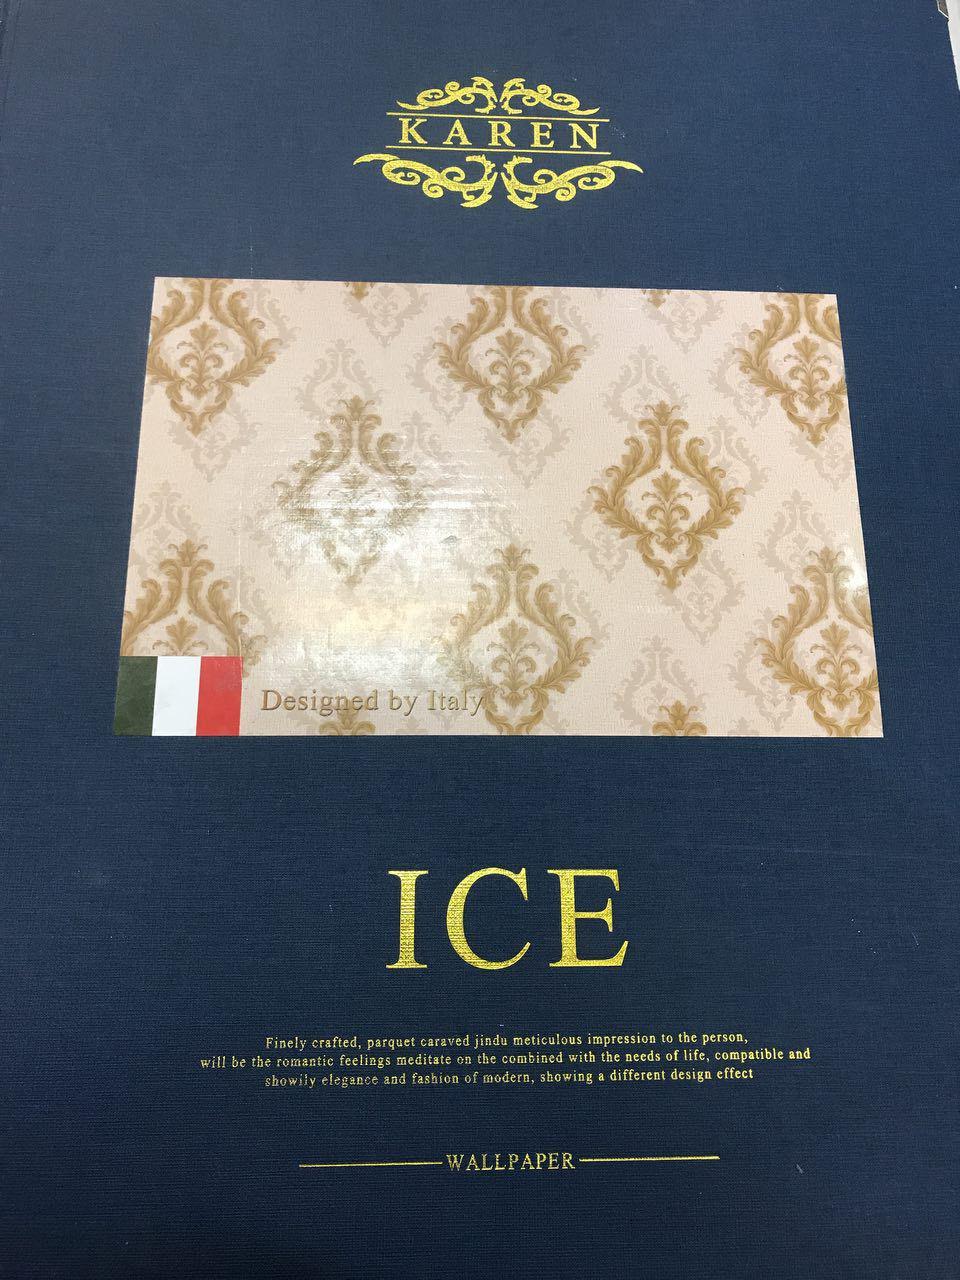 KAREN
Designed by Italy
ICE
Finely crafted, parquet caraved jindu meticulous impression to the person,
will be the romantic feelings meditate on the combined with the needs of life, compatible and
showily elegance and fashion of modern, showing a different design effect
WALLPAPER